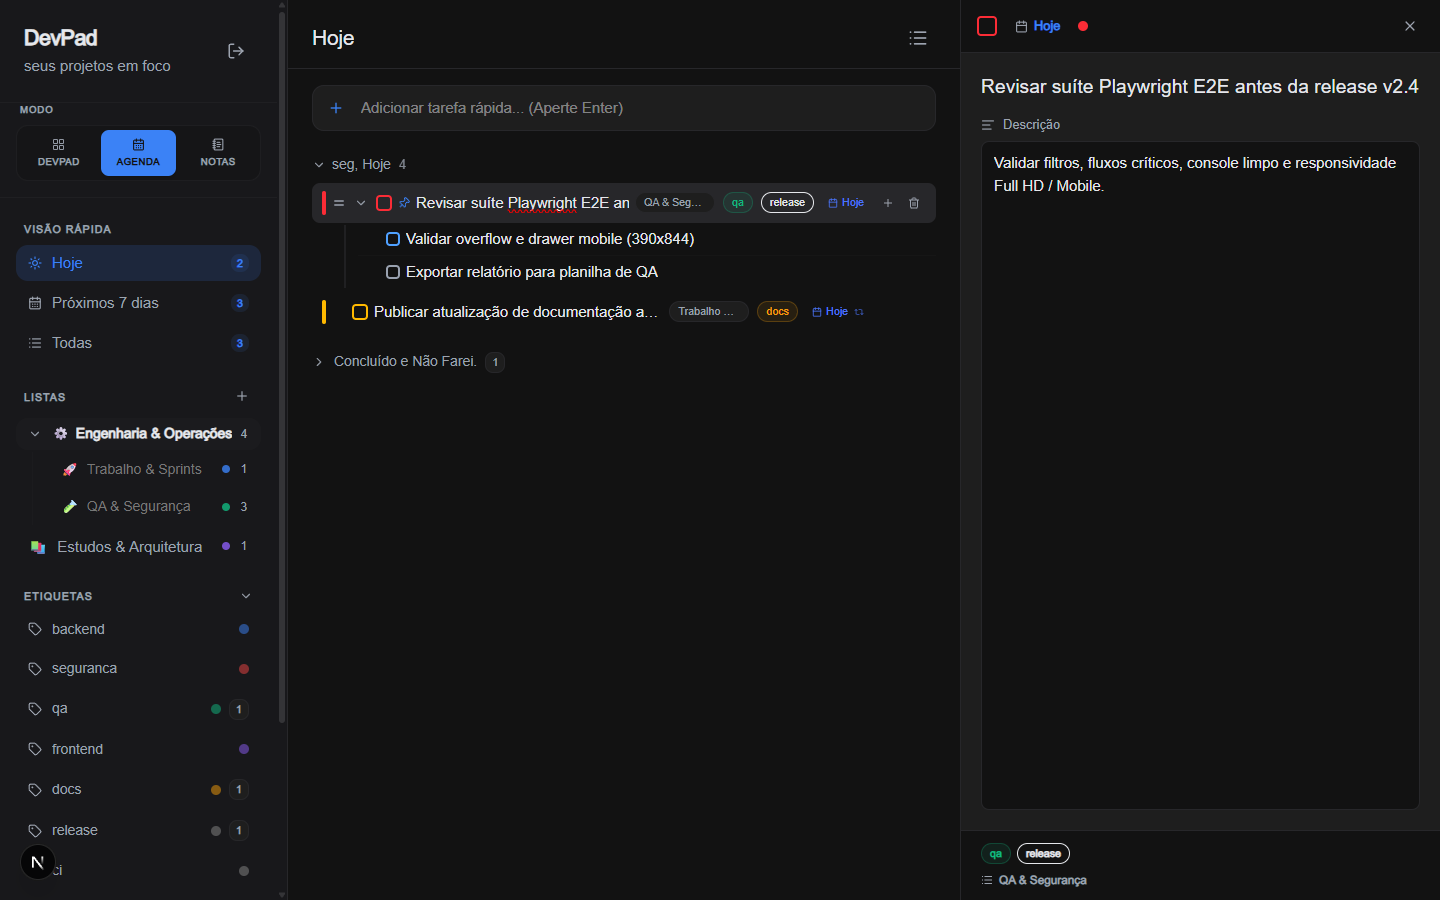 DevPad
seus projetos em foco
MODO
DEVPAD
AGENDA
NOTAS
VISÃO RÁPIDA
Hoje 2
Próximos 7 dias 3
Todas 3
LISTAS
Engenharia & Operações 4
Trabalho & Sprints 1
QA & Segurança 3
Estudos & Arquitetura 1
ETIQUETAS
backend
seguranca
qa 1
frontend
docs 1
release 1
N
ci
Hoje
Adicionar tarefa rápida... (Aperte Enter)
seg, Hoje 4
Revisar suíte Playwright E2E an QA & Seg... qa release Hoje
Validar overflow e drawer mobile (390x844)
Exportar relatório para planilha de QA
Publicar atualização de documentação a... Trabalho ... docs Hoje
Concluído e Não Farei. 1
Hoje
Revisar suíte Playwright E2E antes da release v2.4
Descrição
Validar filtros, fluxos críticos, console limpo e responsividade
Full HD / Mobile.
qa release
QA & Segurança